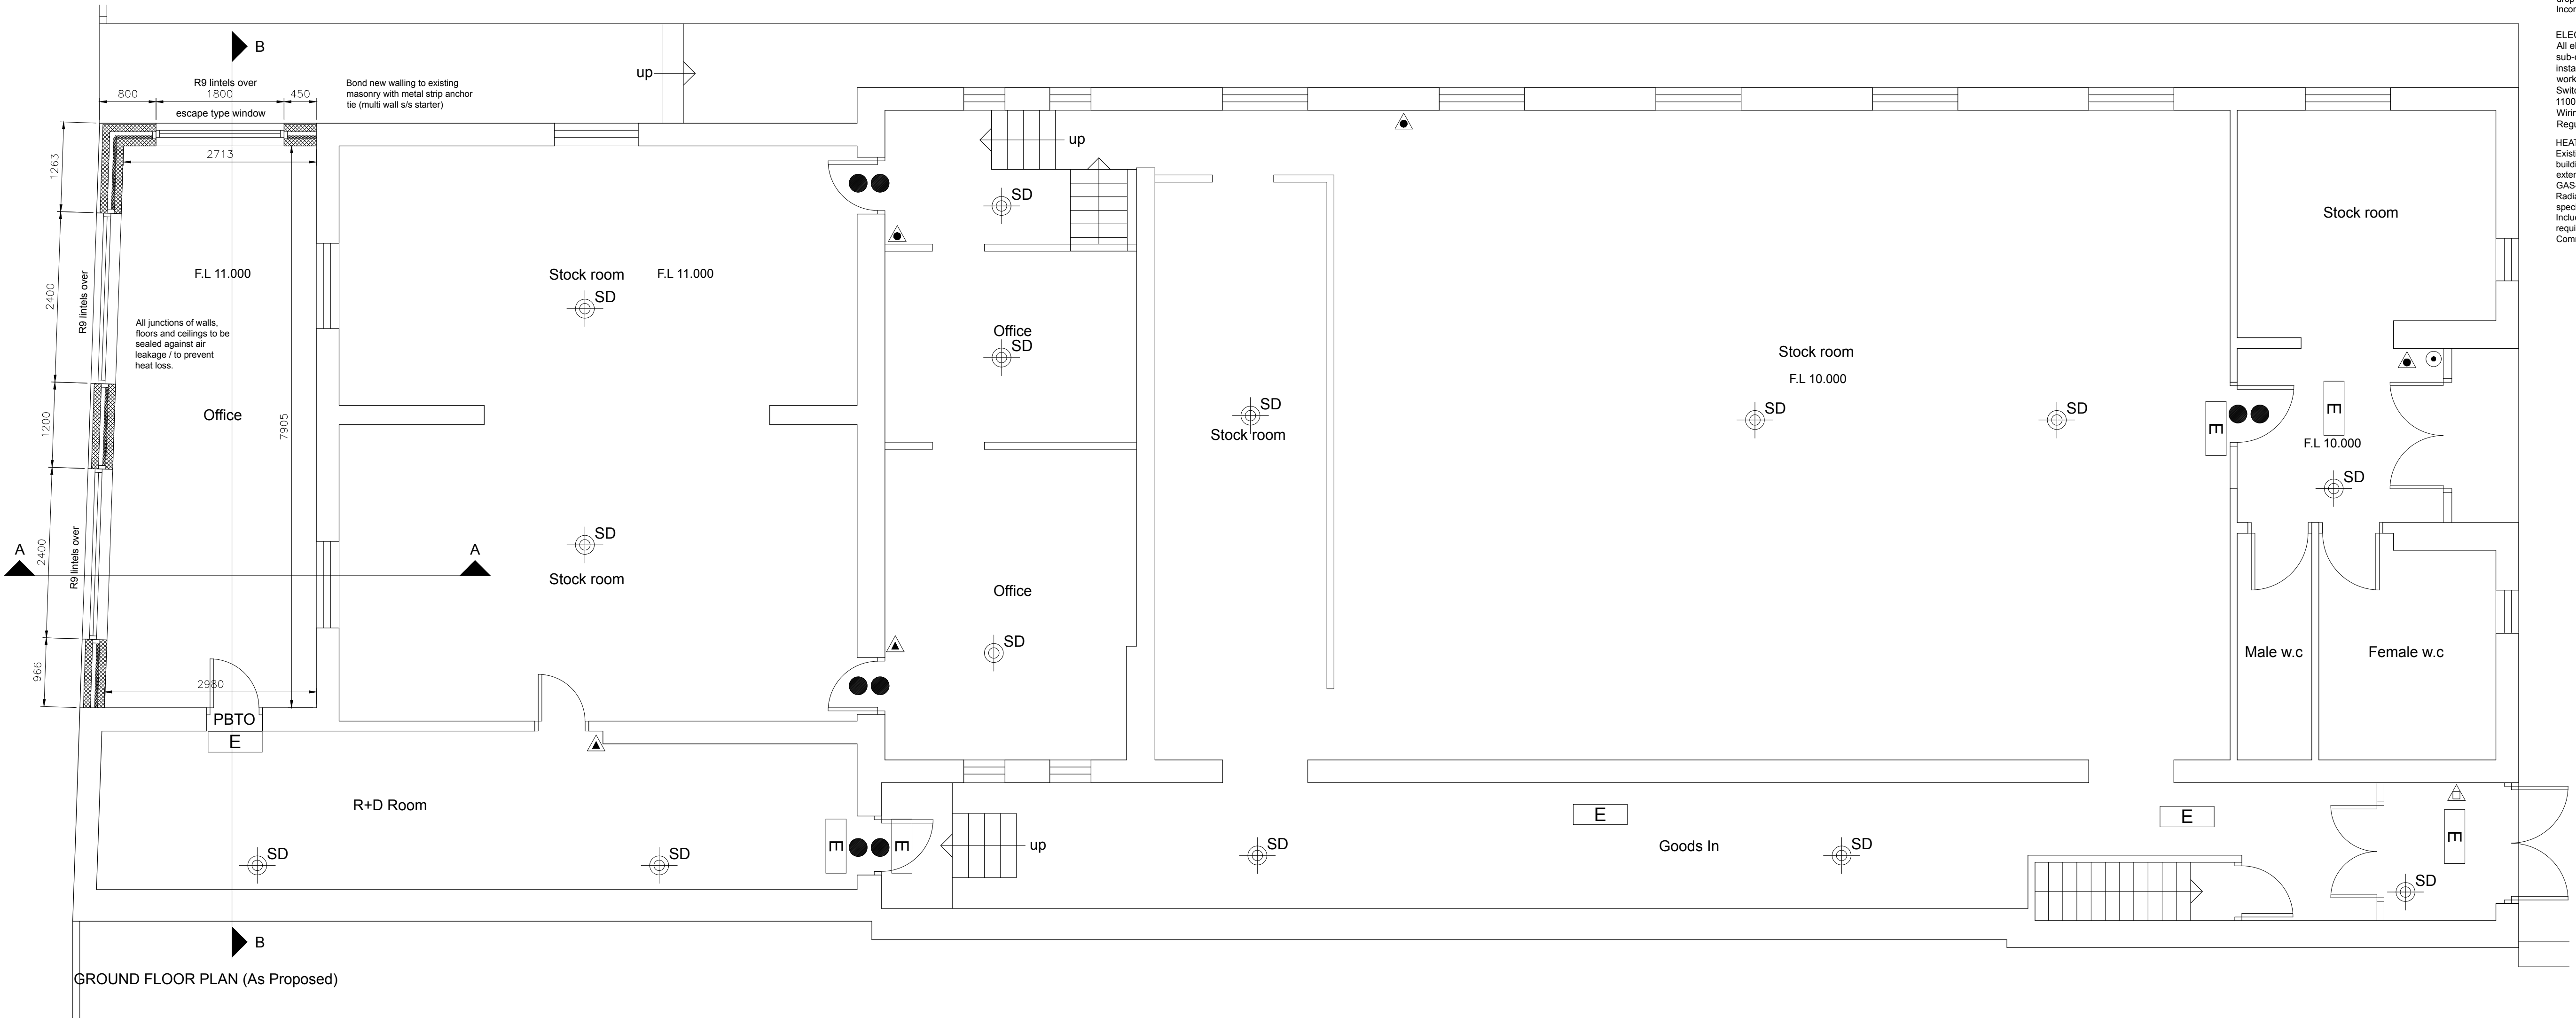 B
R9 lintels over
800
1800
450
escape type window
Bond new walling to existing
masonry with metal strip anchor
tie (multi wall s/s starter)
up
up
1263
2713
2400
R9 lintels over
F.L 11.000
All junctions of walls,
floors and ceilings to be
sealed against air
leakage / to prevent
heat loss.
Office
7905
1200
2400
R9 lintels over
A
A
966
2980
PBTO
E
Stock room
F.L 11.000
SD
SD
Stock room
SD
Office
SD
Office
SD
SD
Stock room
Stock room
F.L 10.000
SD
SD
Stock room
E
E
F.L 10.000
SD
Male w.c
Female w.c
R+D Room
SD
SD
E
E
up
SD
E
Goods In
SD
E
E
SD
B
GROUND FLOOR PLAN (As Proposed)
1100
GAS